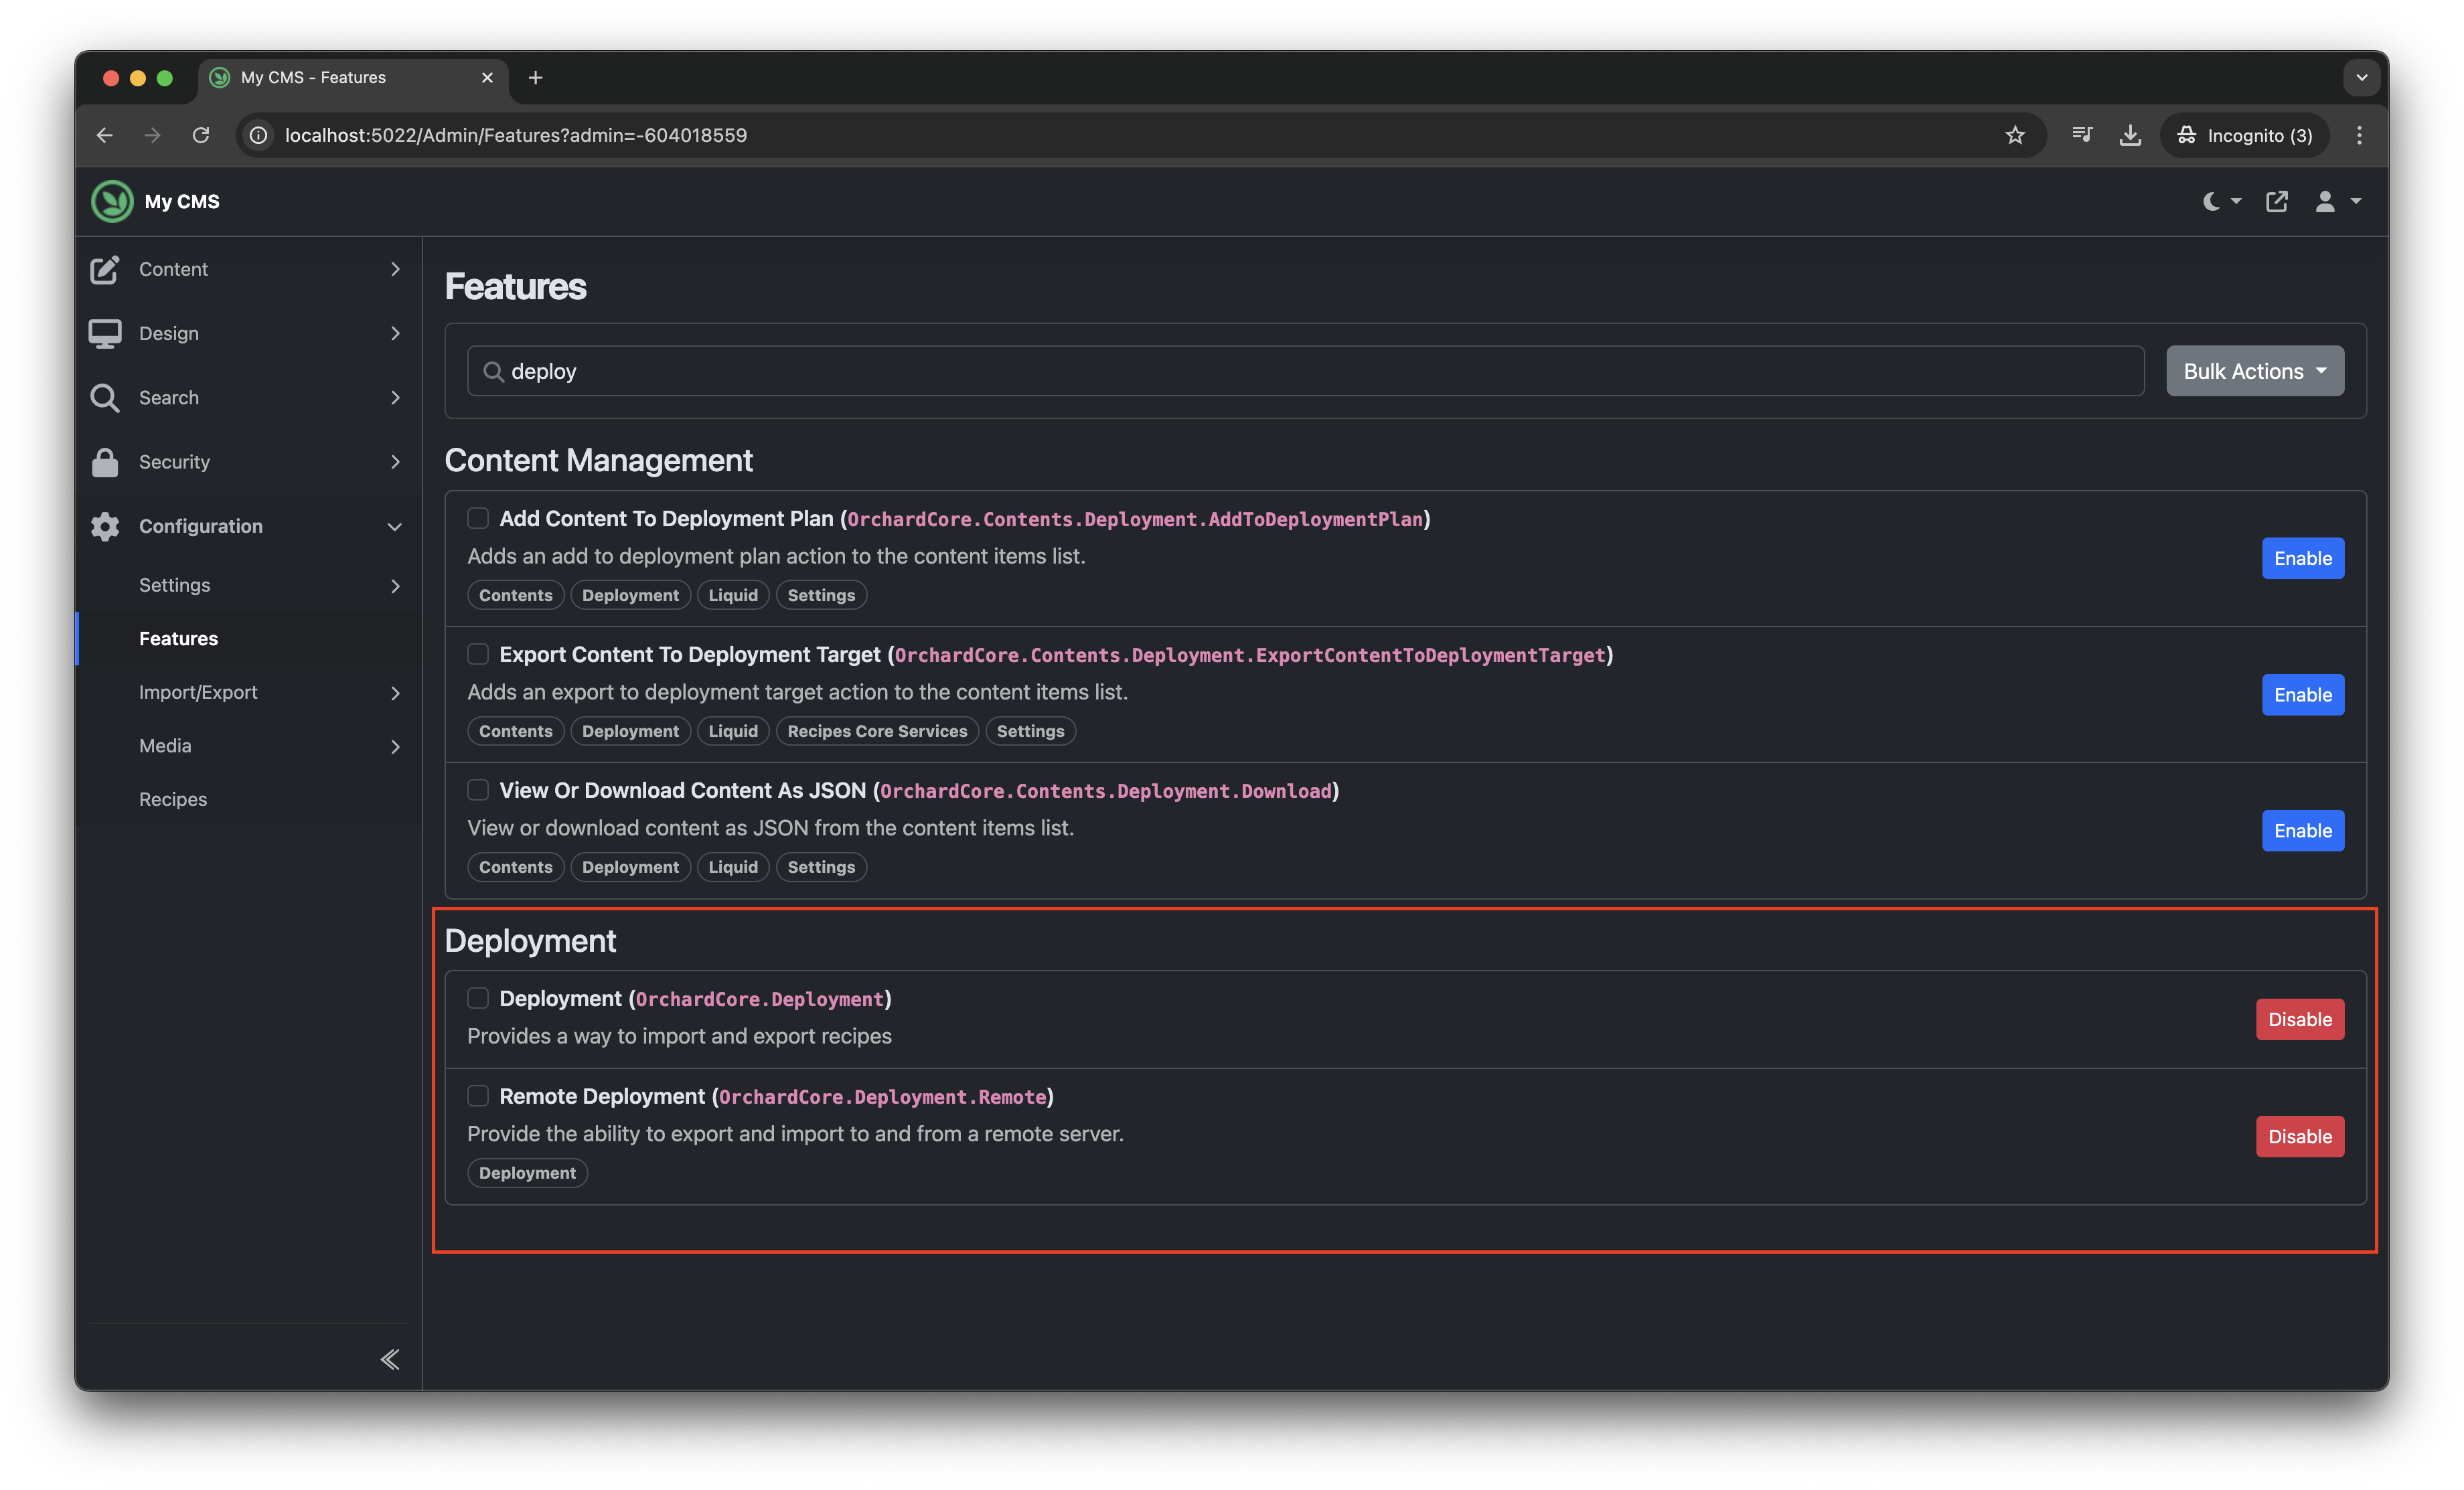 My CMS - Features
localhost:5022/Admin/Features?admin=-604018559
Incognito (3)
My CMS
Content
Design
Search
Security
Configuration
Settings
Features
Import/Export
Media
Recipes
Features
deploy
Bulk Actions
Content Management
Add Content To Deployment Plan (OrchardCore.Contents.Deployment.AddToDeploymentPlan)
Adds an add to deployment plan action to the content items list.
Contents Deployment Liquid Settings
Enable
Export Content To Deployment Target (OrchardCore.Contents.Deployment.ExportContentToDeploymentTarget)
Adds an export to deployment target action to the content items list.
Contents Deployment Liquid Recipes Core Services Settings
Enable
View Or Download Content As JSON (OrchardCore.Contents.Deployment.Download)
View or download content as JSON from the content items list.
Contents Deployment Liquid Settings
Enable
Deployment
Deployment (OrchardCore.Deployment)
Provides a way to import and export recipes
Disable
Remote Deployment (OrchardCore.Deployment.Remote)
Provide the ability to export and import to and from a remote server.
Deployment
Disable